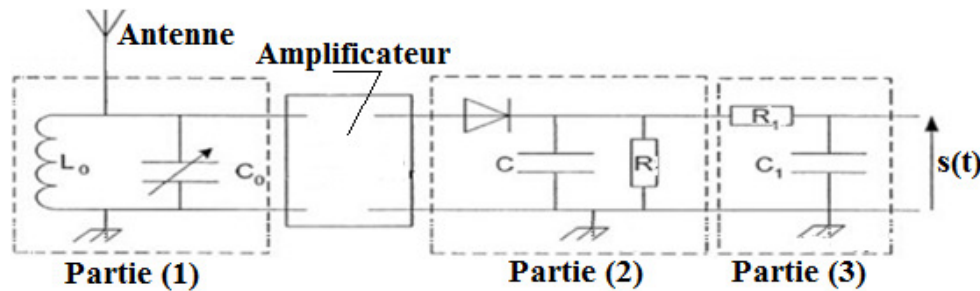 Antenne
Amplificateur
L₀
C₀
C
R
R₁
C₁
s(t)
Partie (1)
Partie (2)
Partie (3)